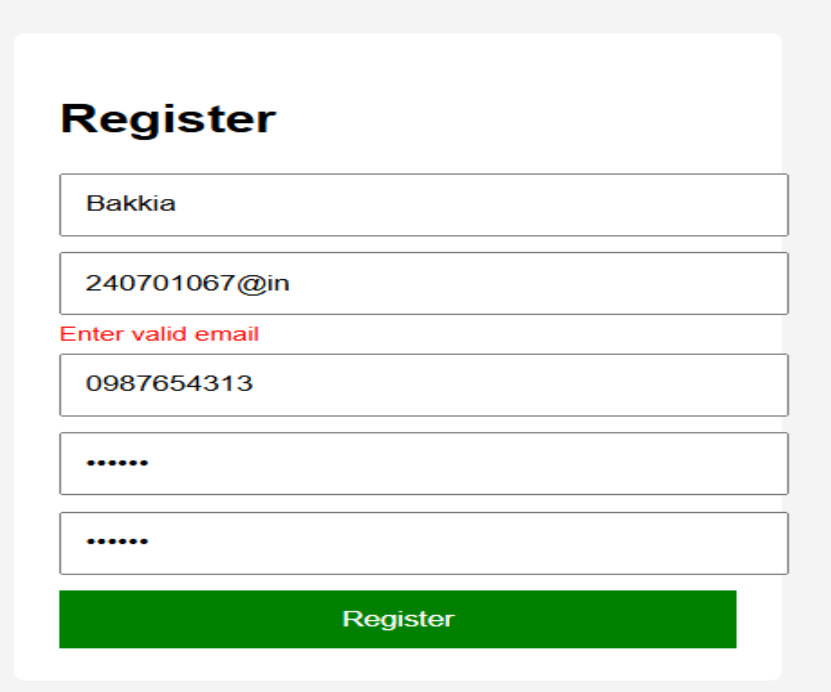 Register
Bakkia
240701067@in
Enter valid email
0987654313
••••••
••••••
Register